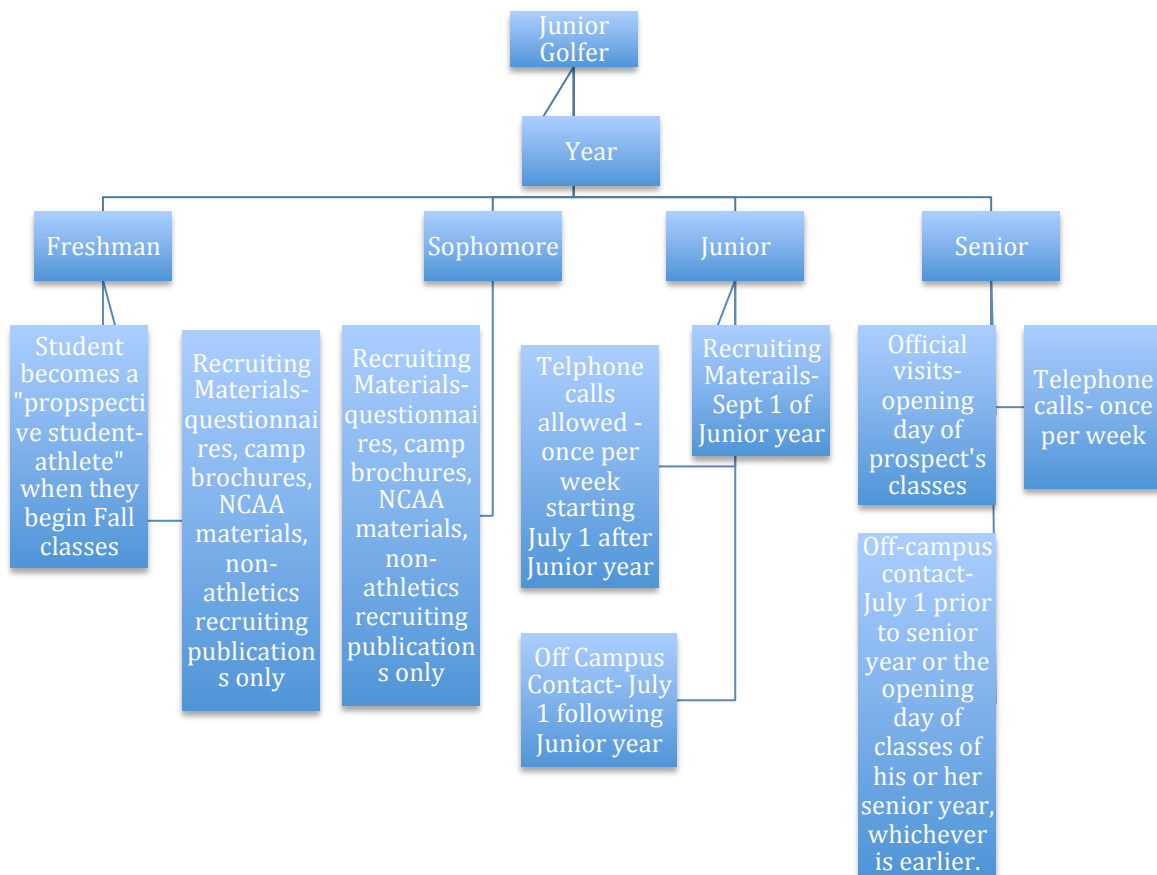 Junior
Golfer
Year
Freshman
Sophomore
Junior
Senior
Student
becomes a
"propspecti
ve student-
athlete"
when they
begin Fall
classes
Recruiting
Materials-
questionnai
res, camp
brochures,
NCAA
materials,
non-
athletics
recruiting
publication
s only
Recruiting
Materials-
questionnai
res, camp
brochures,
NCAA
materials,
non-
athletics
recruiting
publication
s only
Telphone
calls
allowed -
once per
week
starting
July 1 after
Junior year
Recruiting
Materails-
Sept 1 of
Junior year
Off Campus
Contact- July
1 following
Junior year
Official
visits-
opening
day of
prospect's
classes
Telephone
calls- once
per week
Off-campus
contact-
July 1 prior
to senior
year or the
opening
day of
classes of
his or her
senior year,
whichever
is earlier.